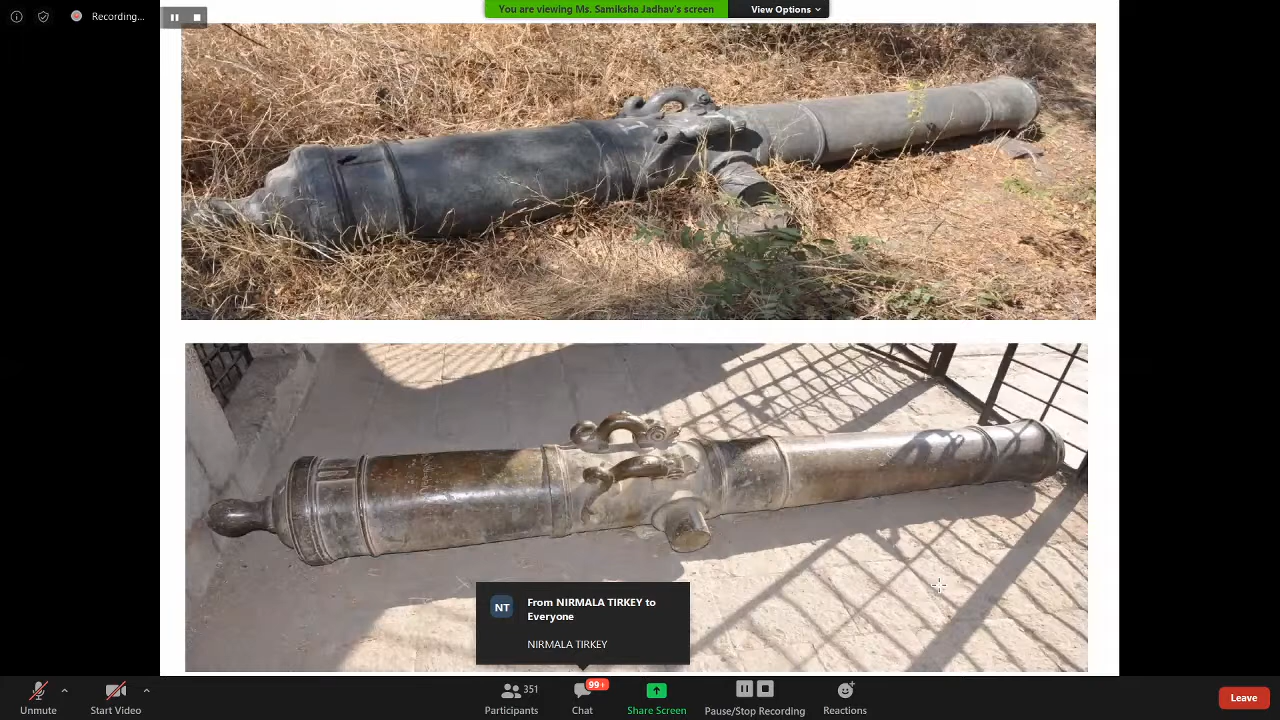 Recording...
You are viewing Ms. Samiksha Jadhav's screen
View Options
NT
From NIRMALA TIRKEY to
Everyone
NIRMALA TIRKEY
Unmute
Start Video
351
Participants
99+
Chat
Share Screen
Pause/Stop Recording
Reactions
Leave